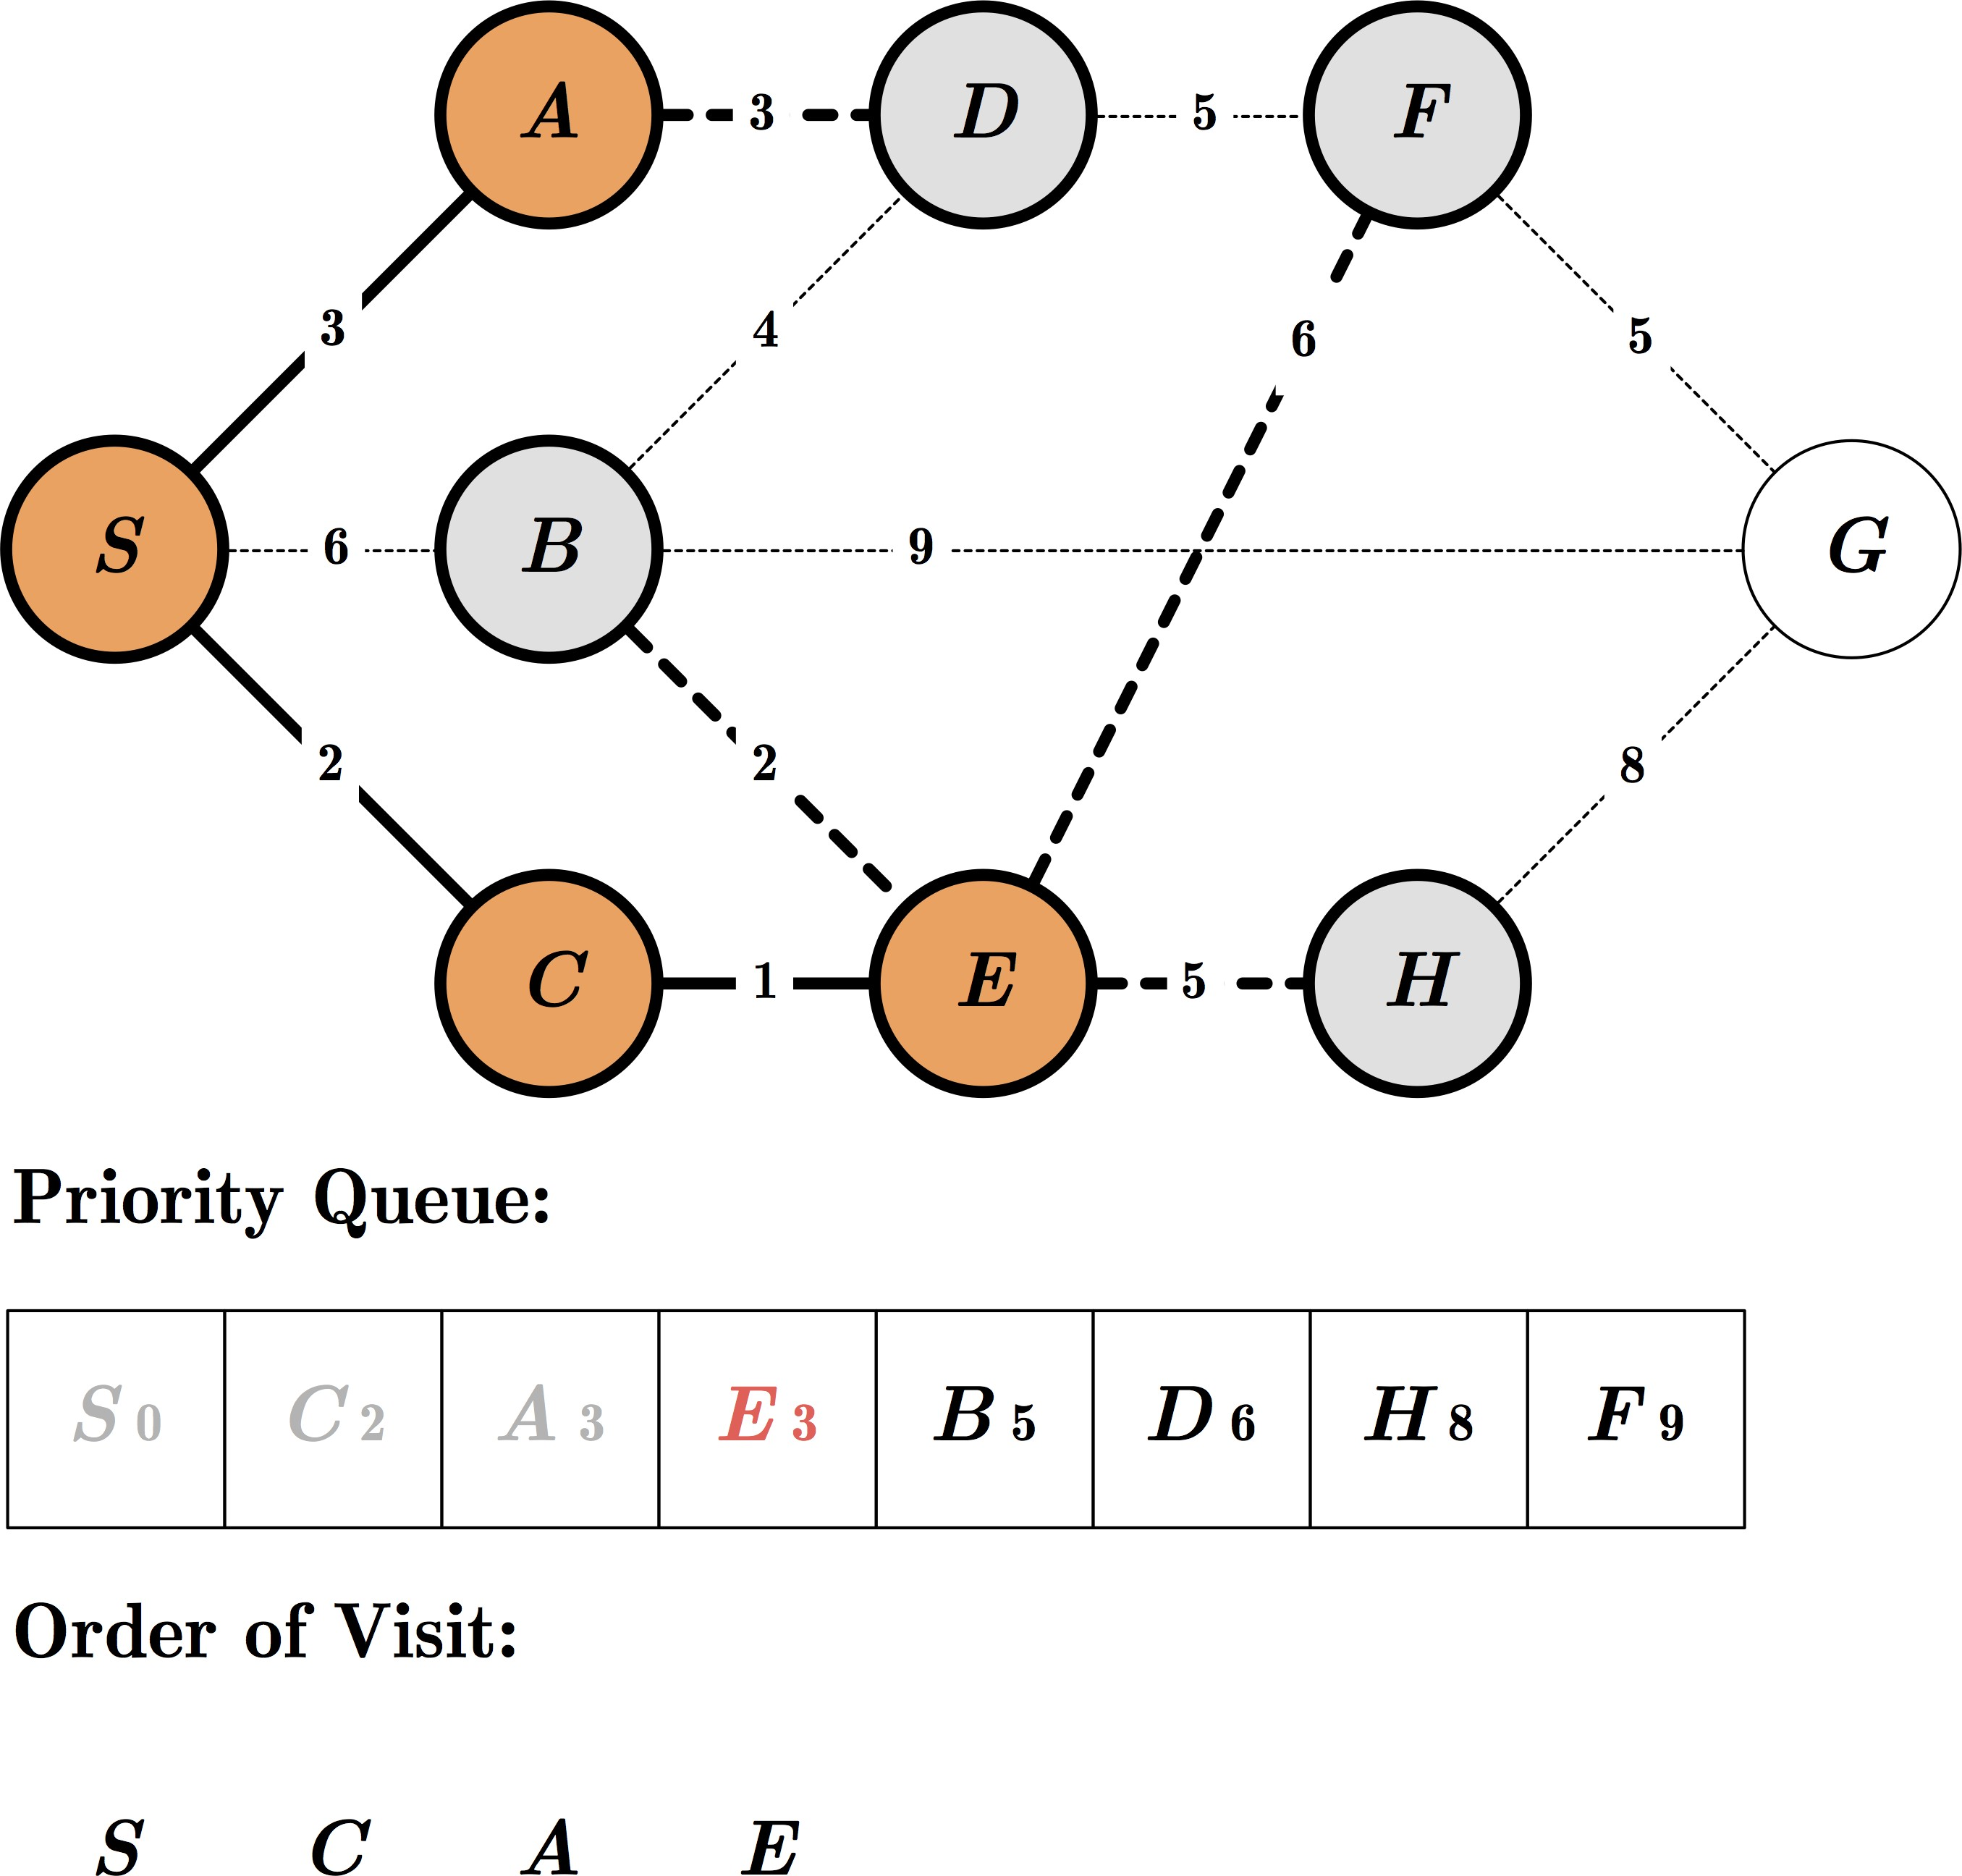 A 3 D 5 F
3 4 6 5
S 6 B 9 G
2 2 8
C 1 E 5 H
Priority Queue:
S 0 C 2 A 3 E 3 B 5 D 6 H 8 F 9
Order of Visit:
S C A E